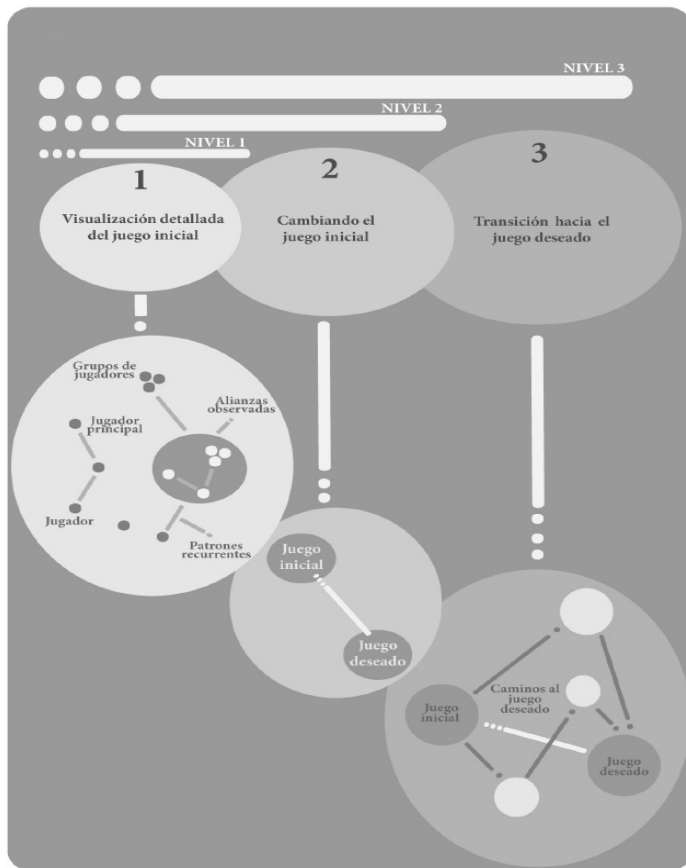 NIVEL 3
NIVEL 2
NIVEL 1
1
Visualización detallada
del juego inicial
2
Cambiando el
juego inicial
3
Transición hacia el
juego deseado
Grupos de
jugadores
Alianzas
observadas
Jugador
principal
Jugador
Patrones
recurrentes
Juego
inicial
Juego
deseado
Caminos al
juego
deseado
Juego
inicial
Juego
deseado